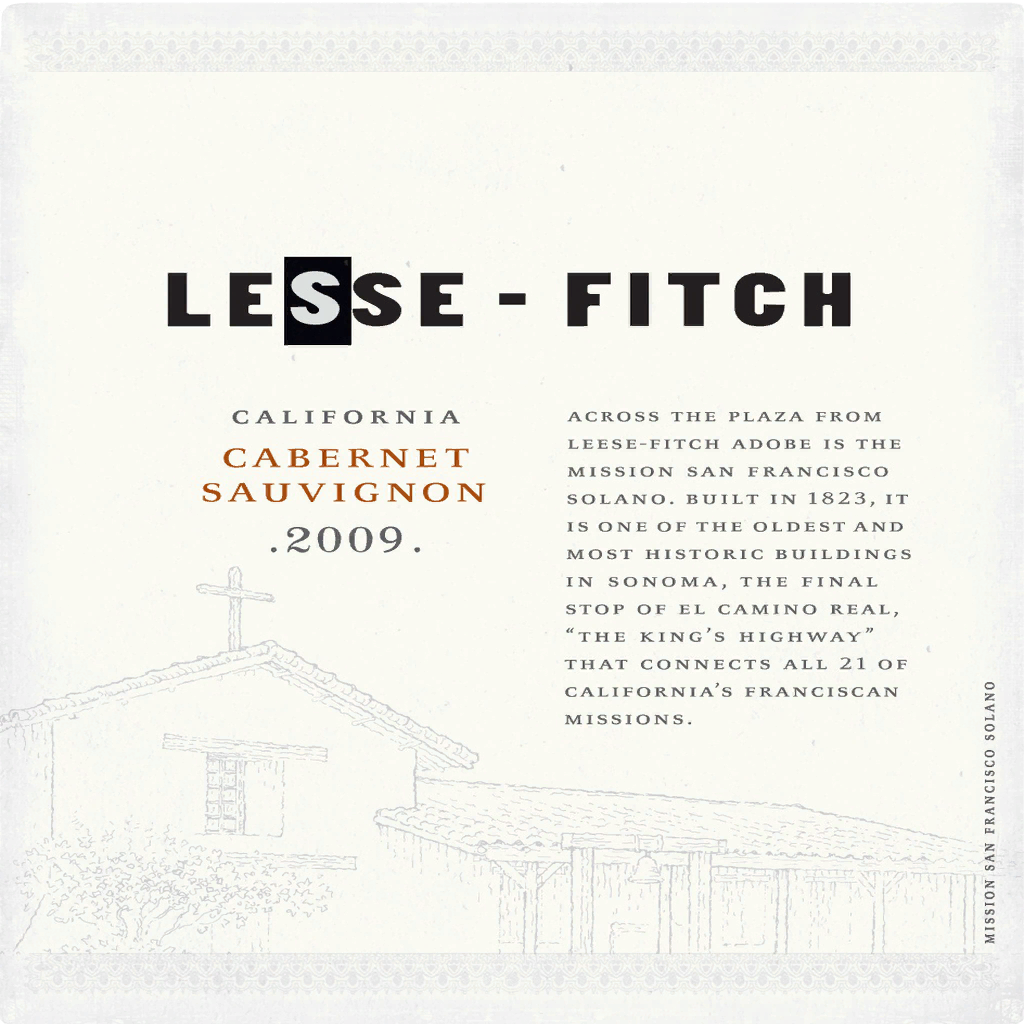 LESSE - FITCH
CALIFORNIA
CABERNET
SAUVIGNON
.2009.
ACROSS THE PLAZA FROM
LEESE-FITCH ADOBE IS THE
MISSION SAN FRANCISCO
SOLANO. BUILT IN 1823, IT
IS ONE OF THE OLDEST AND
MOST HISTORIC BUILDINGS
IN SONOMA, THE FINAL
STOP OF EL CAMINO REAL,
“THE KING’S HIGHWAY”
THAT CONNECTS ALL 21 OF
CALIFORNIA’S FRANCISCAN
MISSIONS.
MISSION SAN FRANCISCO SOLANO